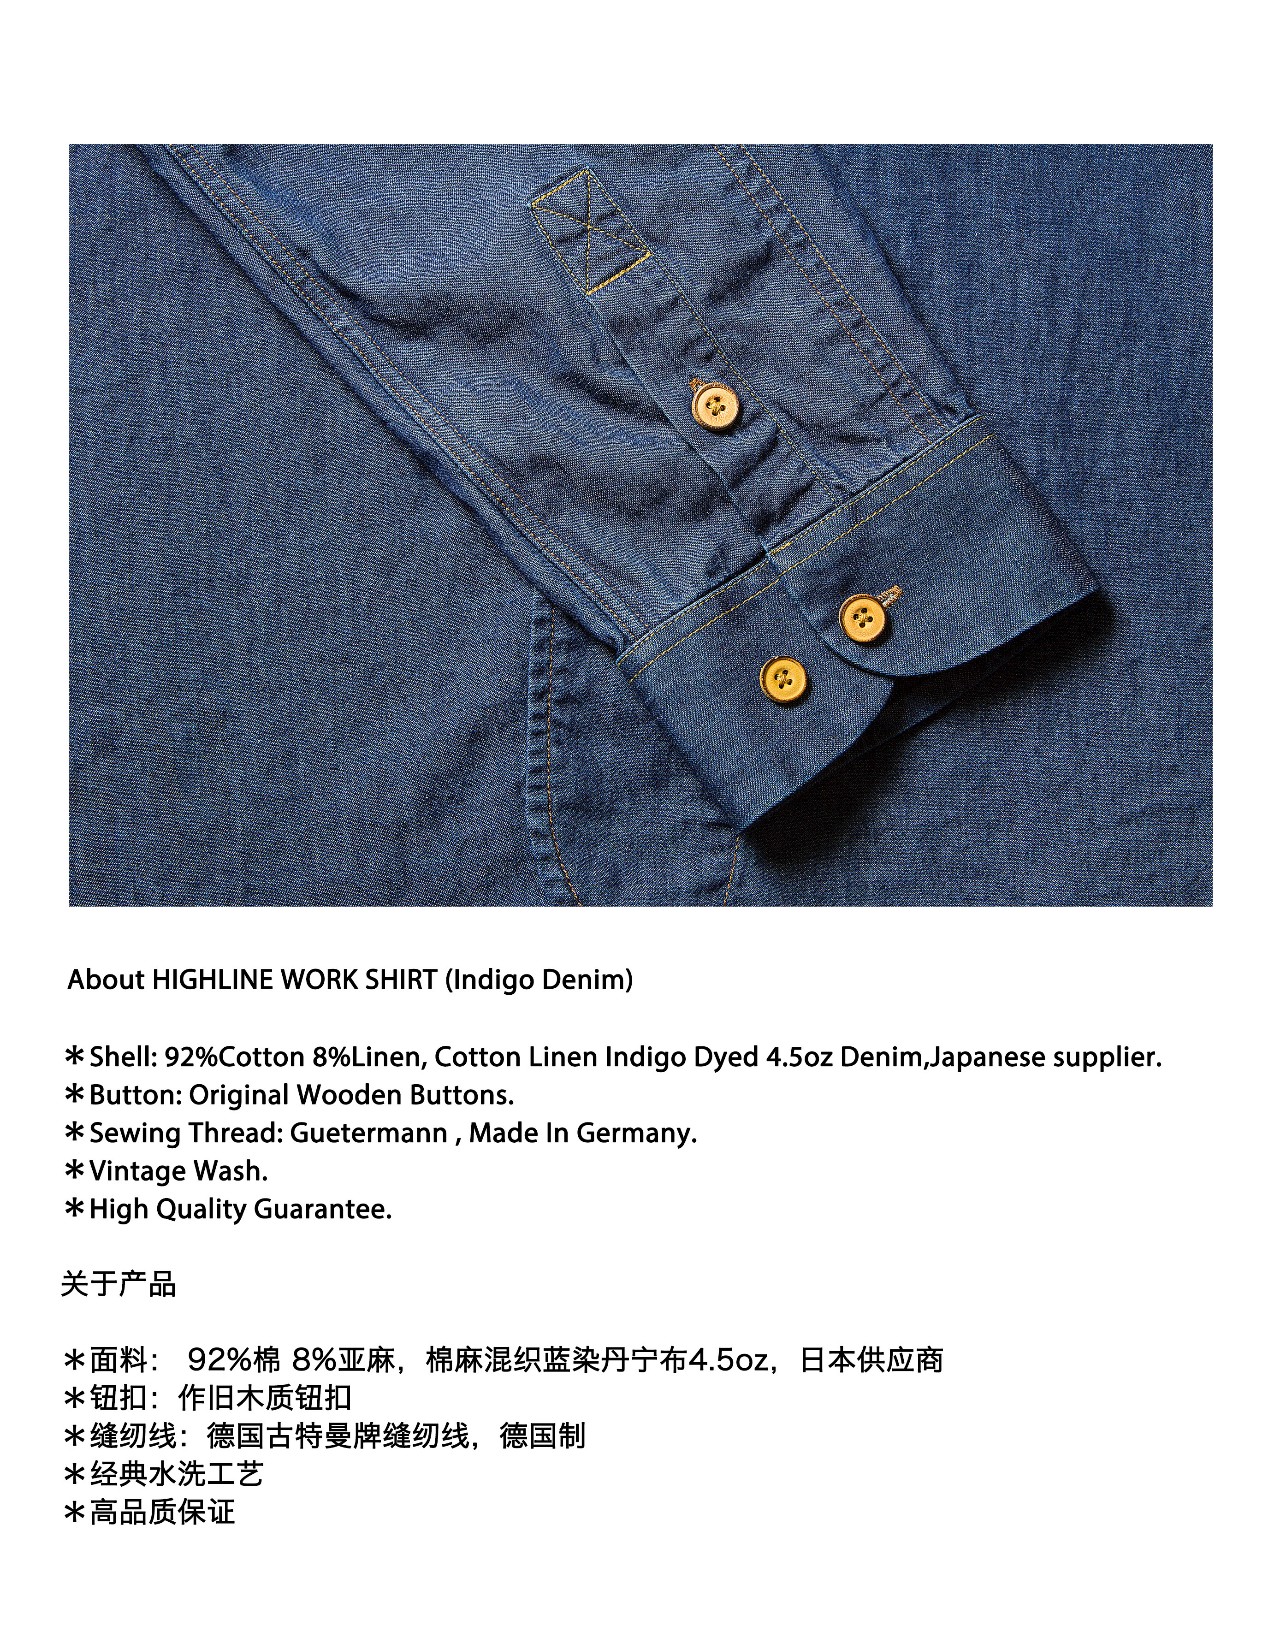 About HIGHLINE WORK SHIRT (Indigo Denim)
＊Shell: 92%Cotton 8%Linen, Cotton Linen Indigo Dyed 4.5oz Denim,Japanese supplier.
＊Button: Original Wooden Buttons.
＊Sewing Thread: Guetermann , Made In Germany.
＊Vintage Wash.
＊High Quality Guarantee.
关于产品
＊面料： 92%棉 8%亚麻，棉麻混织蓝染丹宁布4.5oz，日本供应商
＊钮扣：作旧木质钮扣
＊缝纫线：德国古特曼牌缝纫线，德国制
＊经典水洗工艺
＊高品质保证